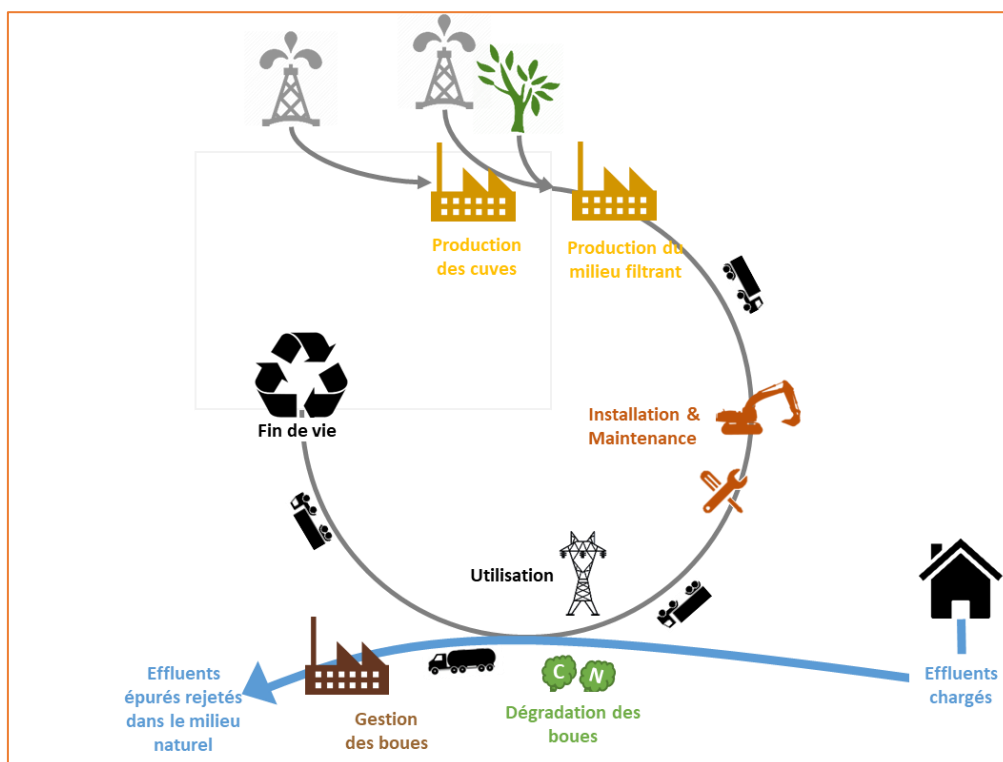 Production
des cuves
Production du
milieu filtrant
Installation &
Maintenance
Fin de vie
Utilisation
C N
Effluents
épurés rejetés
dans le milieu
naturel
Gestion
des boues
Dégradation des
boues
Effluents
chargés